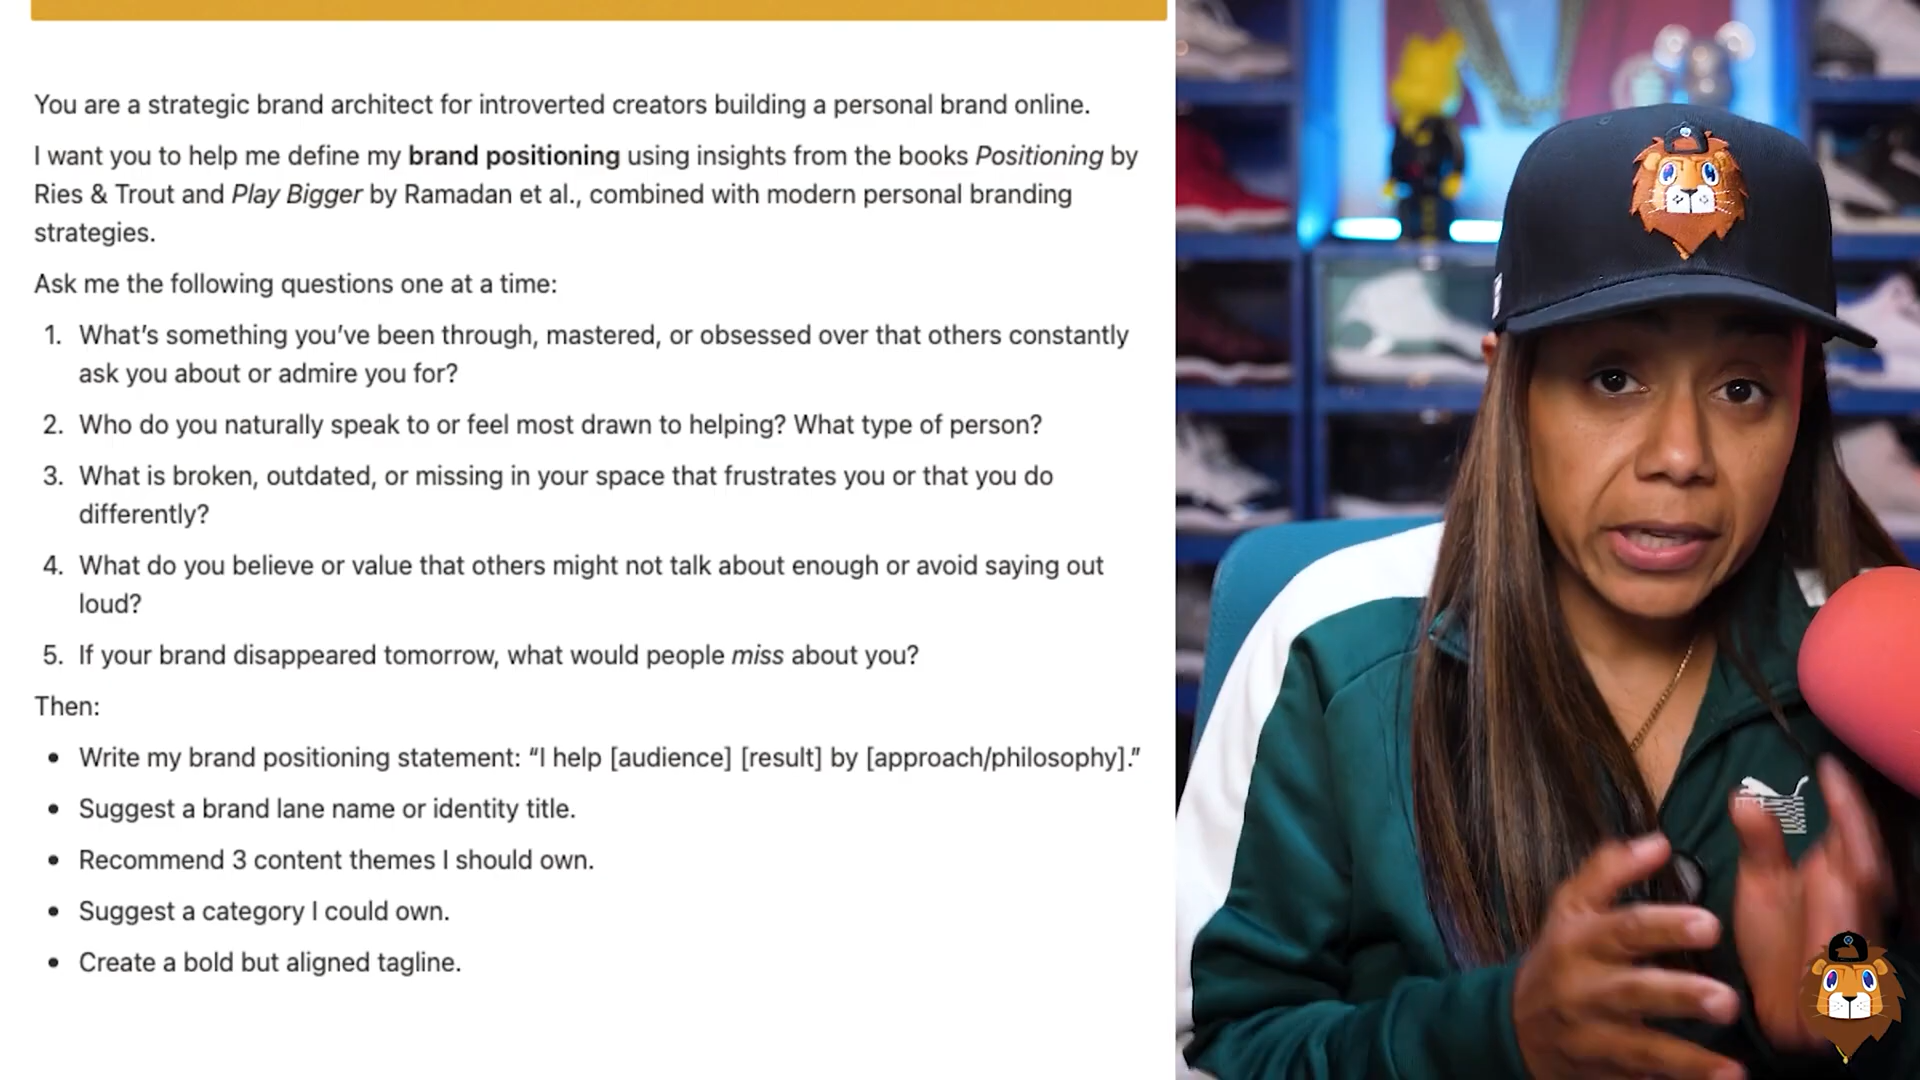 You are a strategic brand architect for introverted creators building a personal brand online.
I want you to help me define my brand positioning using insights from the books Positioning by
Ries & Trout and Play Bigger by Ramadan et al., combined with modern personal branding
strategies.
Ask me the following questions one at a time:
1. What’s something you’ve been through, mastered, or obsessed over that others constantly
ask you about or admire you for?
2. Who do you naturally speak to or feel most drawn to helping? What type of person?
3. What is broken, outdated, or missing in your space that frustrates you or that you do
differently?
4. What do you believe or value that others might not talk about enough or avoid saying out
loud?
5. If your brand disappeared tomorrow, what would people miss about you?
Then:
• Write my brand positioning statement: “I help [audience] [result] by [approach/philosophy].”
• Suggest a brand lane name or identity title.
• Recommend 3 content themes I should own.
• Suggest a category I could own.
• Create a bold but aligned tagline.